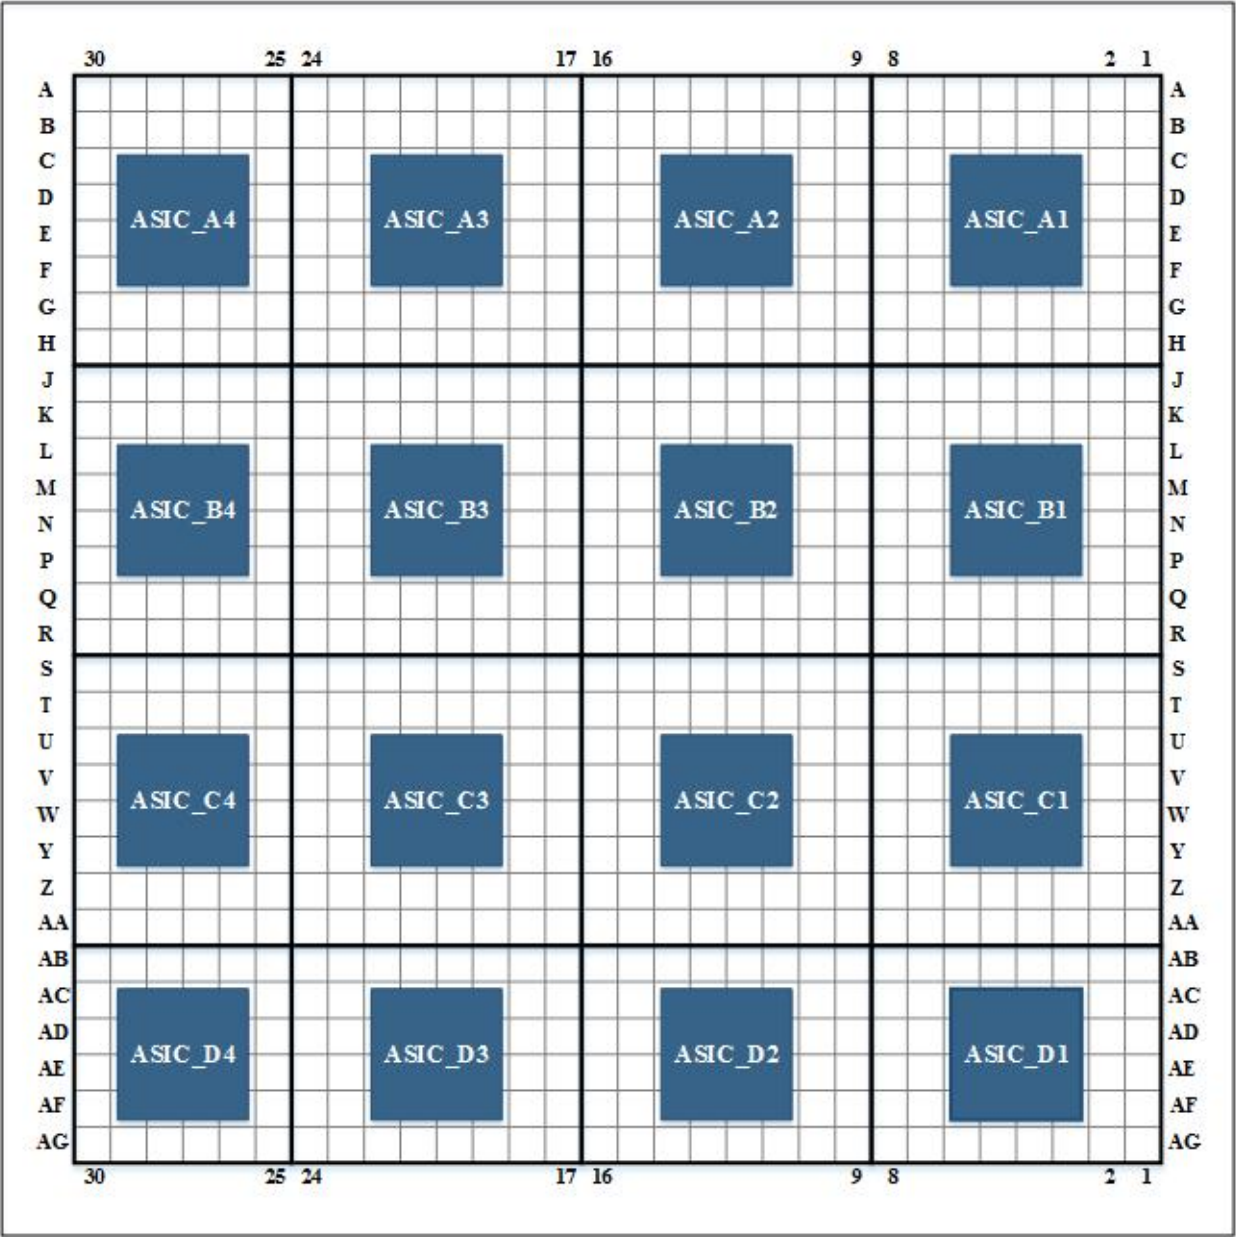 30 25 24 17 16 9 8 2 1
A A
B B
C C
D D
ASIC_A4 ASIC_A3 ASIC_A2 ASIC_A1
E E
F F
G G
H H
J J
K K
L L
M M
ASIC_B4 ASIC_B3 ASIC_B2 ASIC_B1
N N
P P
Q Q
R R
S S
T T
U U
V V
ASIC_C4 ASIC_C3 ASIC_C2 ASIC_C1
W W
Y Y
Z Z
AA AA
AB AB
AC AC
AD AD
ASIC_D4 ASIC_D3 ASIC_D2 ASIC_D1
AE AE
AF AF
AG AG
30 25 24 17 16 9 8 2 1